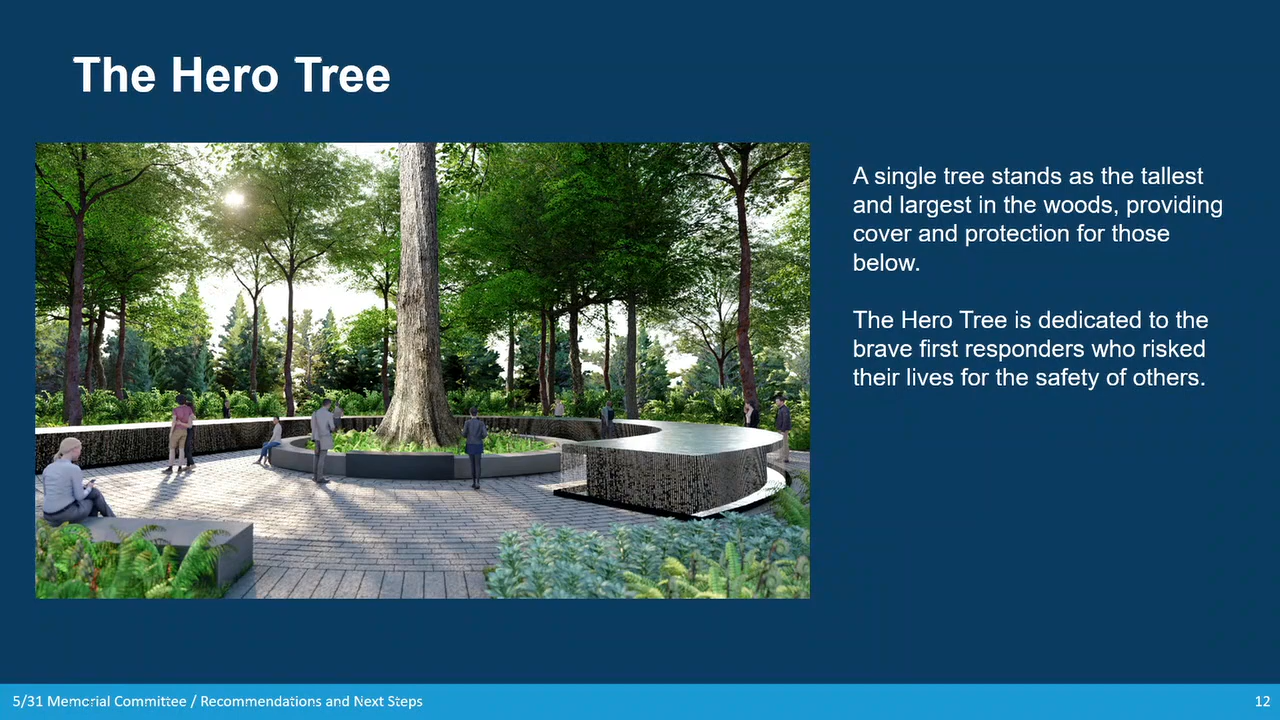 The Hero Tree
A single tree stands as the tallest
and largest in the woods, providing
cover and protection for those
below.
The Hero Tree is dedicated to the
brave first responders who risked
their lives for the safety of others.
5/31 Memorial Committee / Recommendations and Next Steps
12